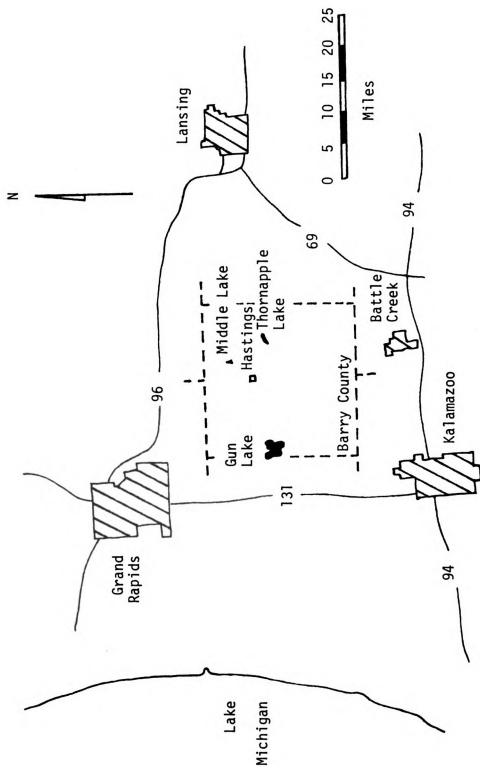 N
Lansing
0 5 10 15 20 25
Miles
96
69
94
Middle Lake
Hastings
Thornapple
Lake
Gun
Lake
Barry County
Battle
Creek
Grand
Rapids
131
Kalamazoo
94
Lake
Michigan